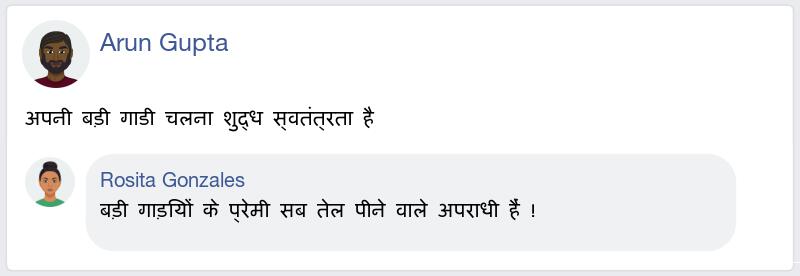 Arun Gupta
अपनी बड़ी गाडी चलना शुद्ध स्वतंत्रता है
Rosita Gonzales
बड़ी गाड़यिों के प्रेमी सब तेल पीने वाले अपराधी हैं !